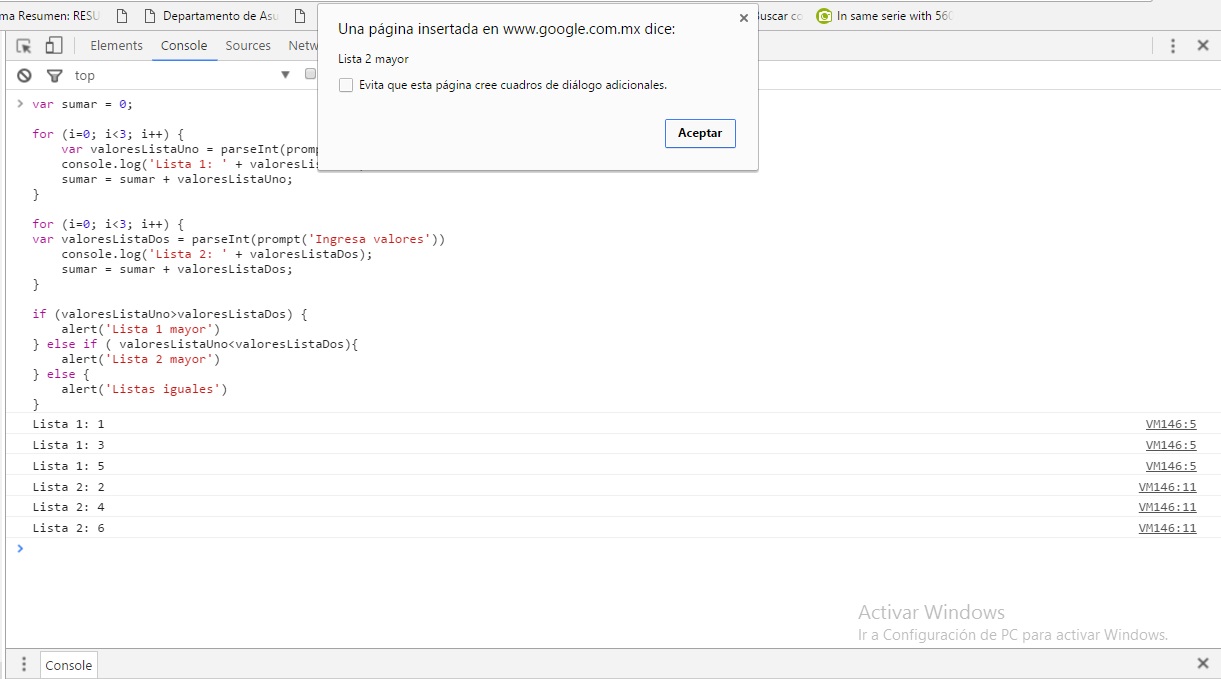 ma Resumen: RESU
Departamento de Asu
Buscar co
In same serie with 560
Elements Console Sources Netw
top
Una página insertada en www.google.com.mx dice:
Lista 2 mayor
Evita que esta página cree cuadros de diálogo adicionales.
Aceptar
> var sumar = 0;
for (i=0; i<3; i++) {
var valoresListaUno = parseInt(prom
console.log('Lista 1: ' + valoresLis
sumar = sumar + valoresListaUno;
}
for (i=0; i<3; i++) {
var valoresListaDos = parseInt(prompt('Ingresa valores'))
console.log('Lista 2: ' + valoresListaDos);
sumar = sumar + valoresListaDos;
}
if (valoresListaUno>valoresListaDos) {
alert('Lista 1 mayor')
} else if ( valoresListaUno<valoresListaDos){
alert('Lista 2 mayor')
} else {
alert('Listas iguales')
}
Lista 1: 1 VM146:5
Lista 1: 3 VM146:5
Lista 1: 5 VM146:5
Lista 2: 2 VM146:11
Lista 2: 4 VM146:11
Lista 2: 6 VM146:11
>
Activar Windows
Ir a Configuración de PC para activar Windows.
Console